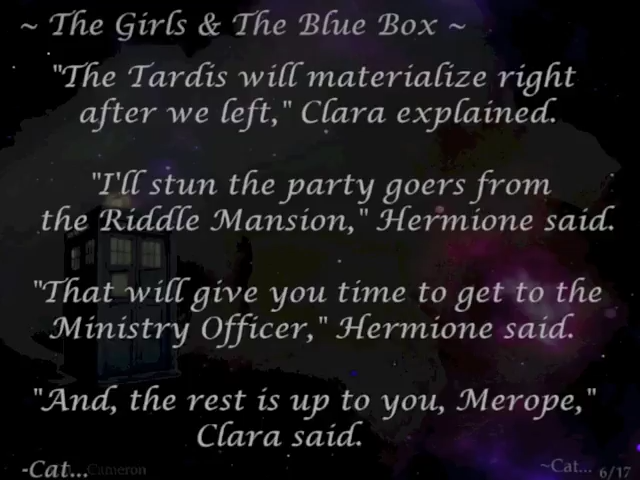 ~ The Girls & The Blue Box ~
"The Tardis will materialize right
after we left," Clara explained.
"I'll stun the party goers from
the Riddle Mansion," Hermione said.
"That will give you time to get to the
Ministry Officer," Hermione said.
"And, the rest is up to you, Merope,"
Clara said.
-Cat... Cameron
~Cat... 6/17